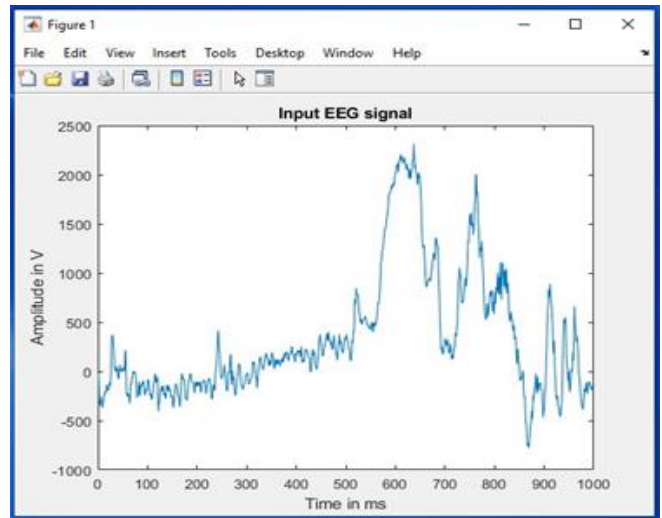 Figure 1
File Edit View Insert Tools Desktop Window Help
Input EEG signal
Amplitude in V
2500
2000
1500
1000
500
0
-500
-1000
0 100 200 300 400 500 600 700 800 900 1000
Time in ms